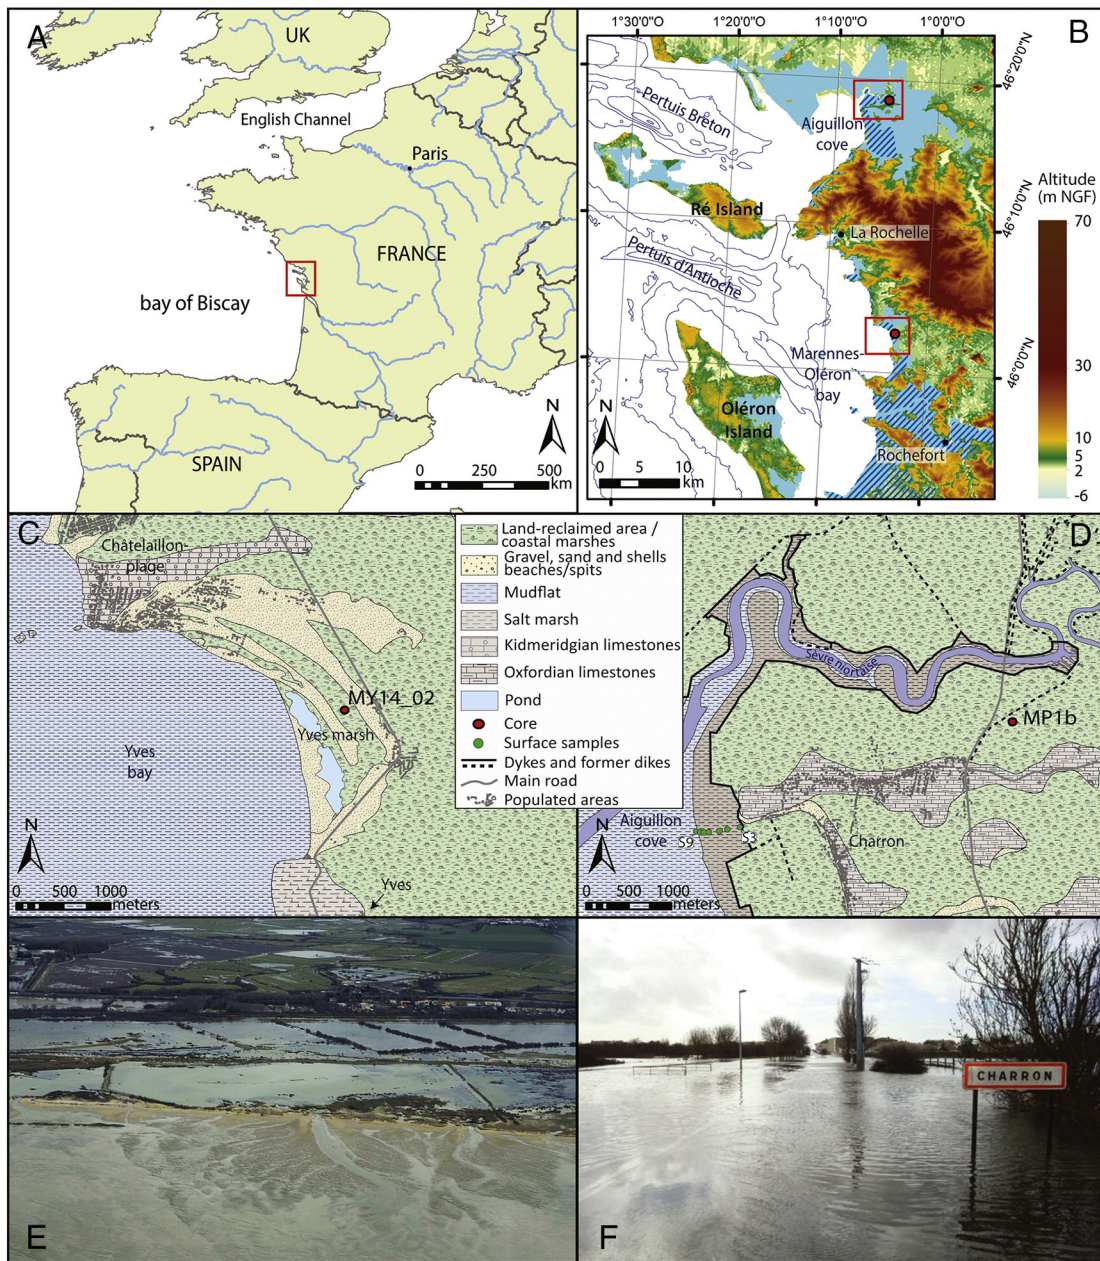 A
UK
English Channel
Paris
FRANCE
bay of Biscay
SPAIN
N
0 250 500
km
1°30'0"O 1°20'0"O 1°10'0"O 1°0'0"O
B
46°20'0"N
46°10'0"N
46°0'0"N
Pertuis Breton
Aiguillon
cove
Ré Island
La Rochelle
Pertuis d'Antioche
Marennes-
Oléron
bay
Oléron
Island
Rochefort
N
0 5 10
km
Altitude
(m NGF)
70
30
10
5
2
-6
C
Châtelaillon-
plage
MY14_02
Yves marsh
Yves
bay
Yves
N
0 500 1000
meters
Land-reclaimed area /
coastal marshes
Gravel, sand and shells
beaches/spits
Mudflat
Salt marsh
Kidmeridgian limestones
Oxfordian limestones
Pond
Core
Surface samples
Dykes and former dikes
Main road
Populated areas
D
Sèvre niortaise
MP1b
Aiguillon
cove
S9
S3
Charron
N
0 500 1000
meters
E
CHARRON
F